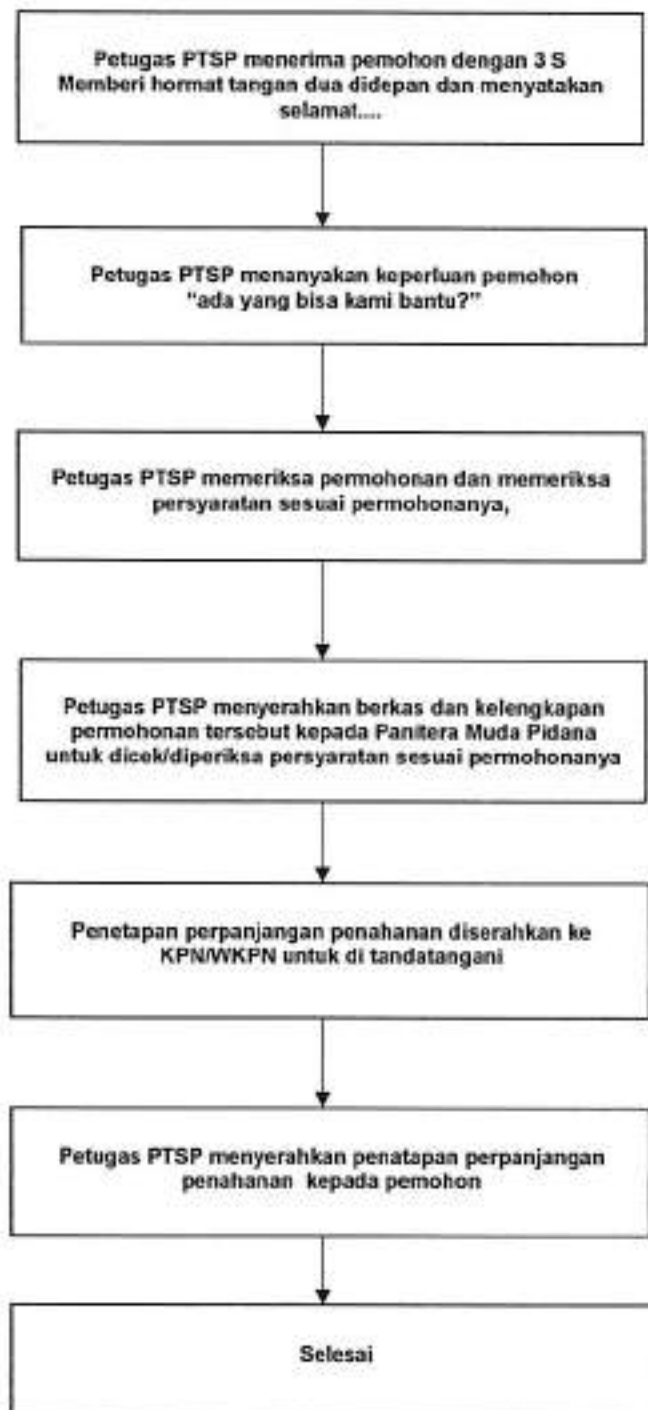 Petugas PTSP menerima pemohon dengan 3 S
Memberi hormat tangan dua didepan dan menyatakan
selamat....
Petugas PTSP menanyakan keperluan pemohon
"ada yang bisa kami bantu?"
Petugas PTSP memeriksa permohonan dan memeriksa
persyaratan sesuai permohonanya,
Petugas PTSP menyerahkan berkas dan kelengkapan
permohonan tersebut kepada Panitera Muda Pidana
untuk dicek/diperiksa persyaratan sesuai permohonanya
Penetapan perpanjangan penahanan diserahkan ke
KPN/WKPN untuk di tandatangani
Petugas PTSP menyerahkan penatapan perpanjangan
penahanan kepada pemohon
Selesai